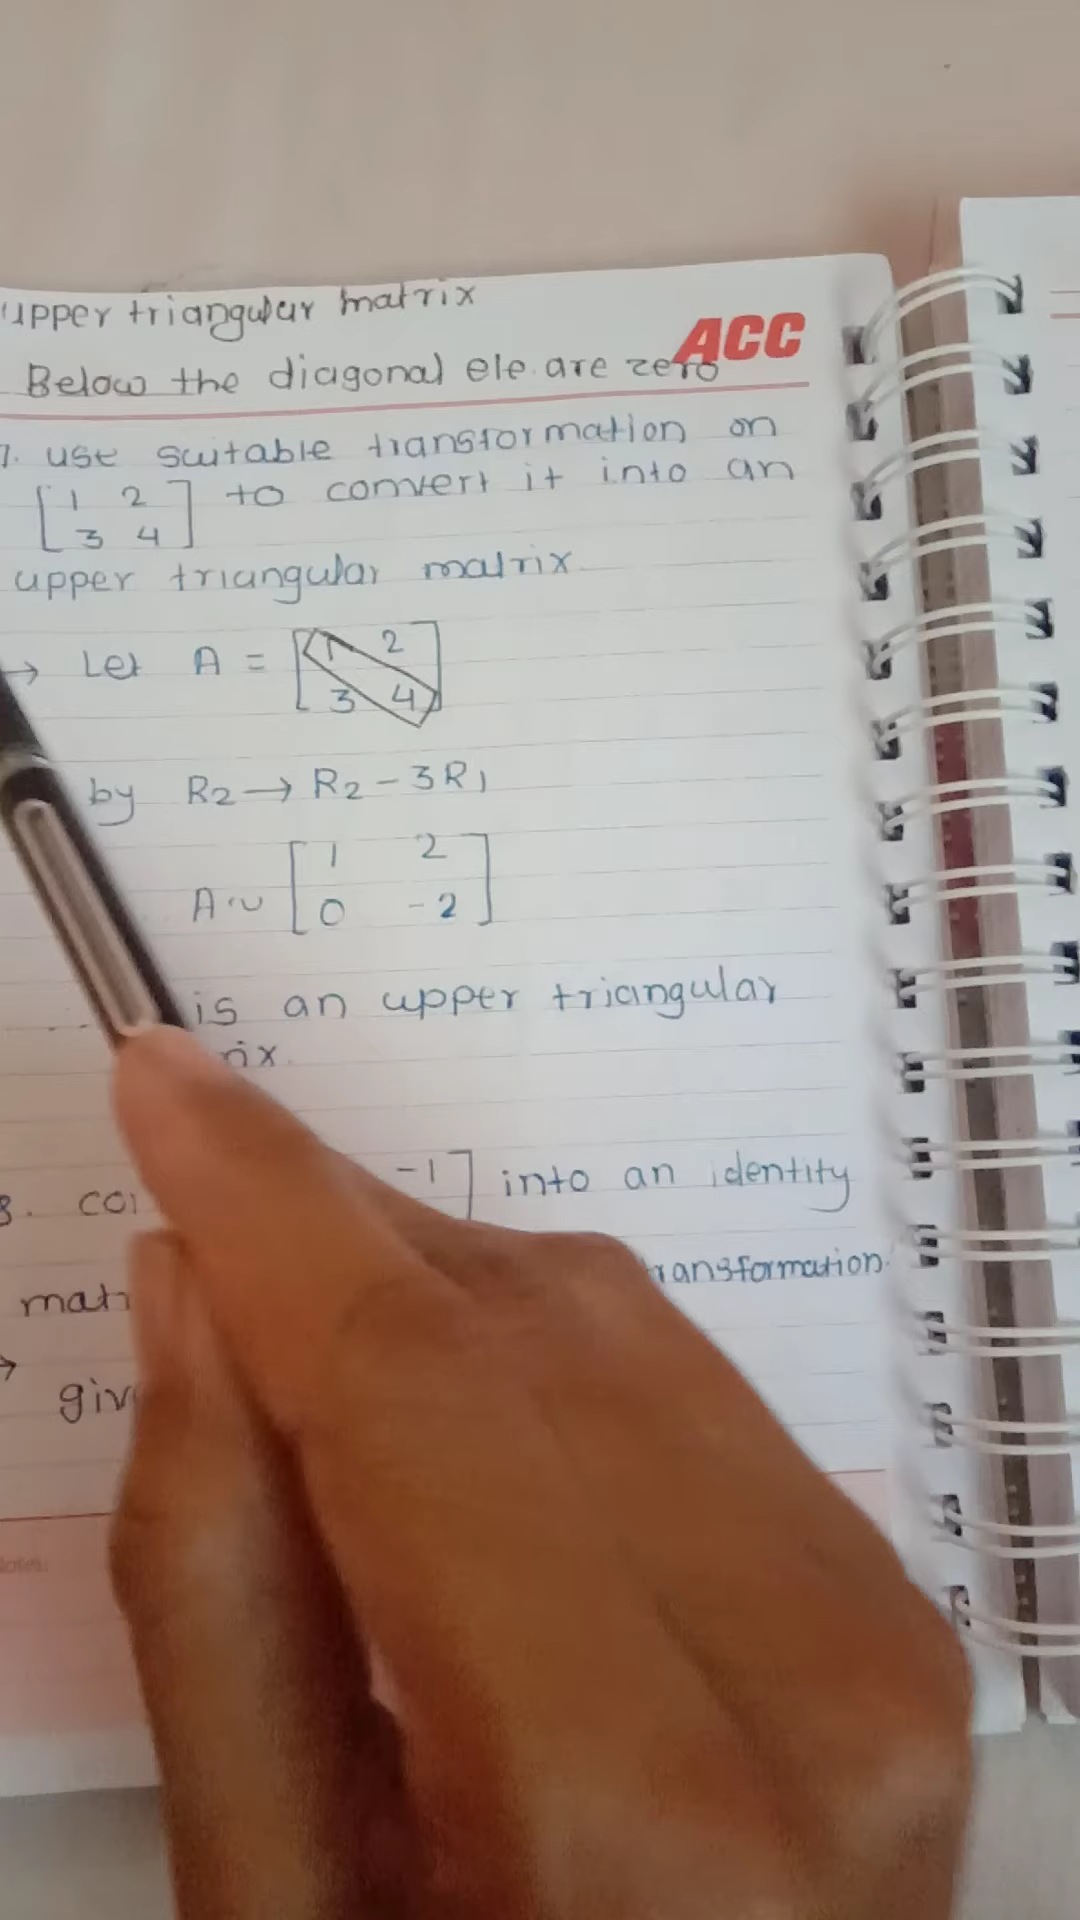 upper triangular matrix
ACC
Below the diagonal ele. are zero
7. use suitable transformation on
[1 2
3 4] to convert it into an
upper triangular matrix
→ Let A = [1 2
3 4]
by R2 → R2 - 3R1
A ~ [1 2
0 -2]
is an upper triangular
-1] into an identity
transformation.